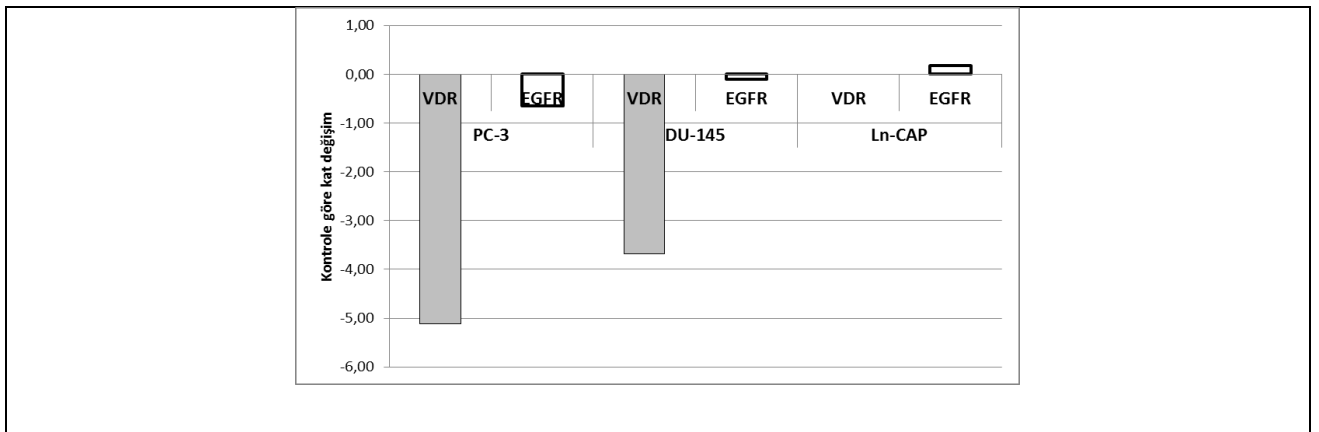 1,00
0,00
-1,00
-2,00
-3,00
-4,00
-5,00
-6,00
Kontrole göre kat değişim
VDR EGFR VDR EGFR VDR EGFR
PC-3 DU-145 Ln-CAP